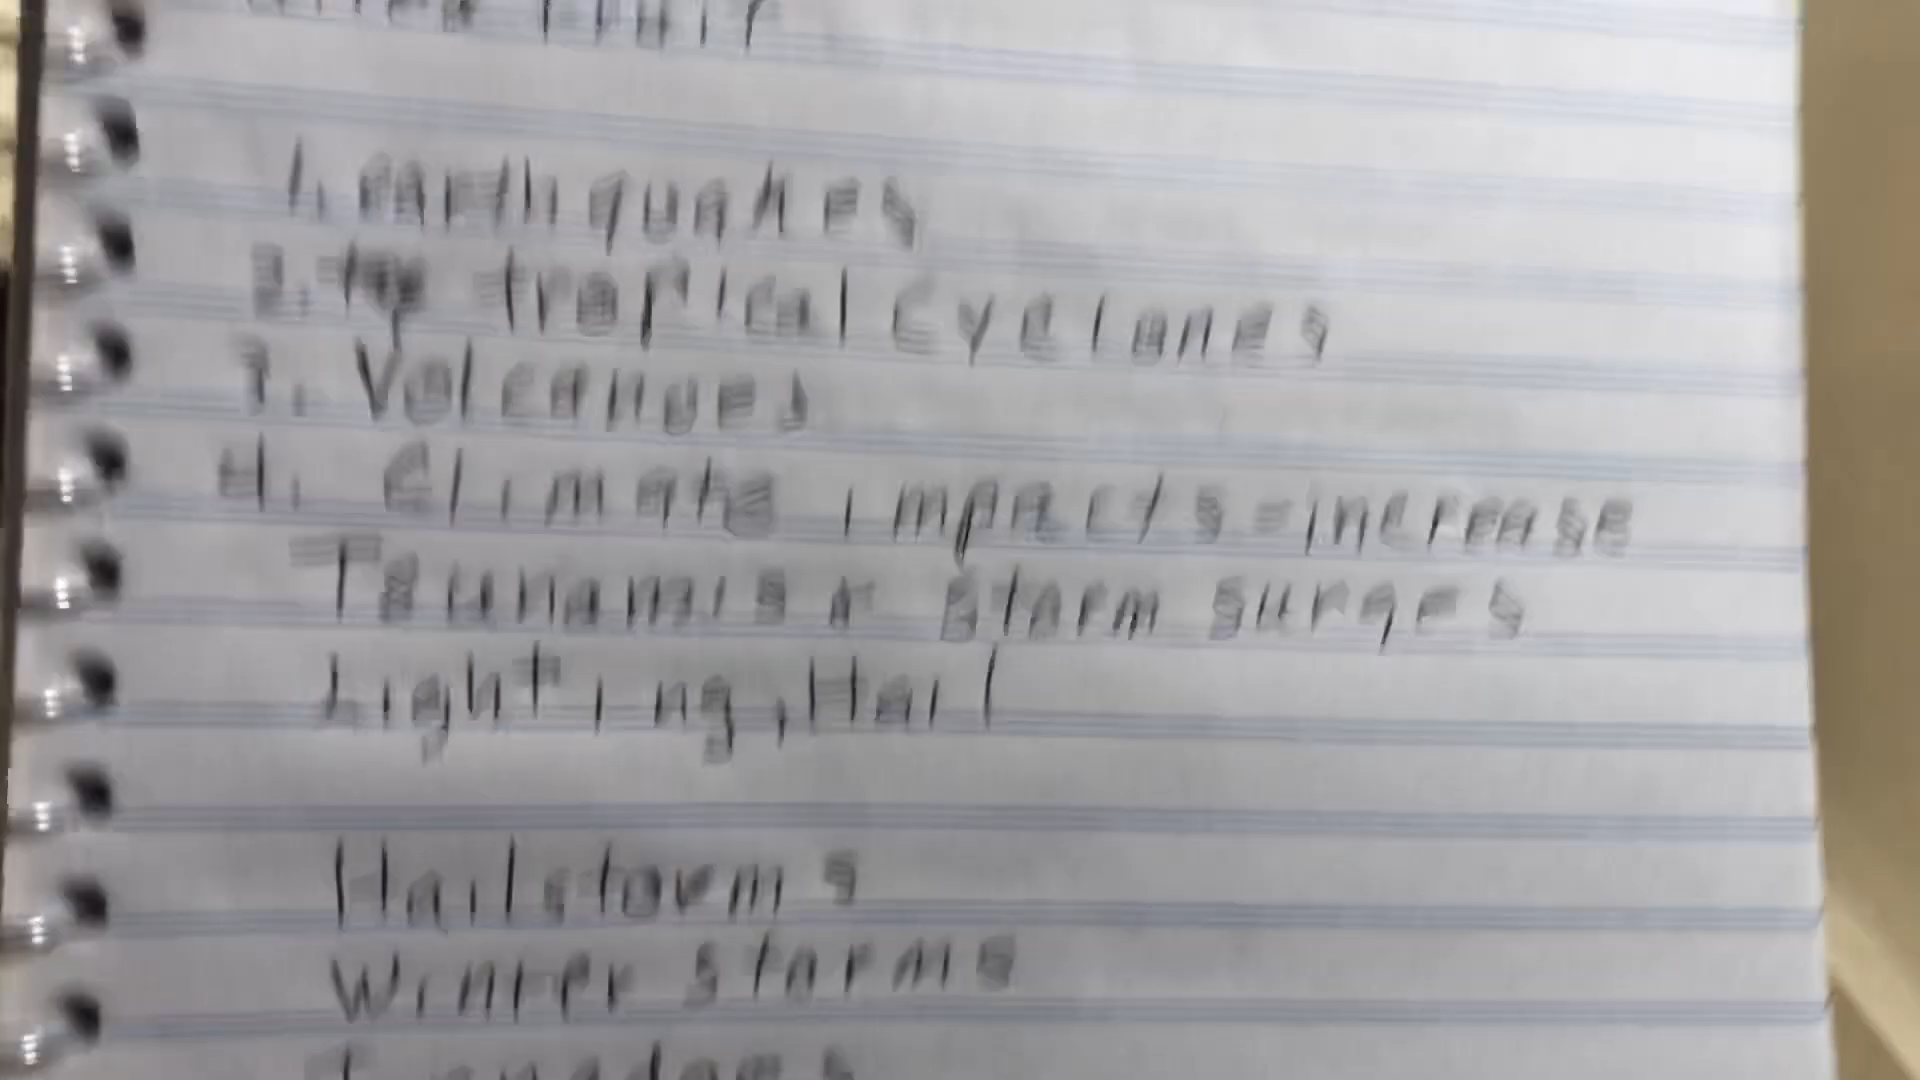 1. earthquakes
2. tropical cyclones
3. Volcanoes
4. Climate impacts - increase
Tsunamis & storm surges
Lighting, Hail
Hailstorms
Winter storms